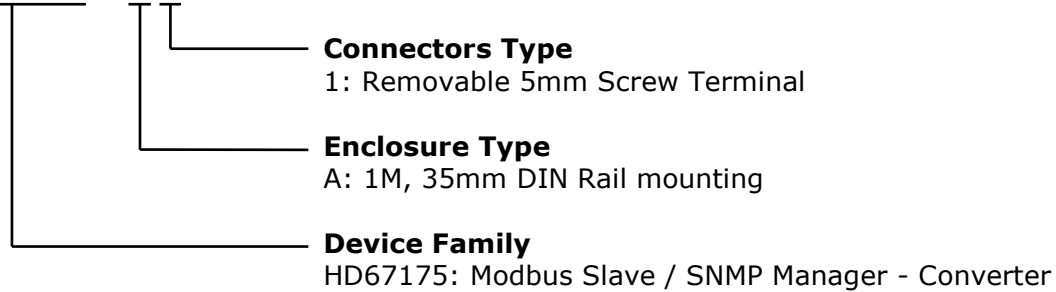 Connectors Type
1: Removable 5mm Screw Terminal
Enclosure Type
A: 1M, 35mm DIN Rail mounting
Device Family
HD67175: Modbus Slave / SNMP Manager - Converter